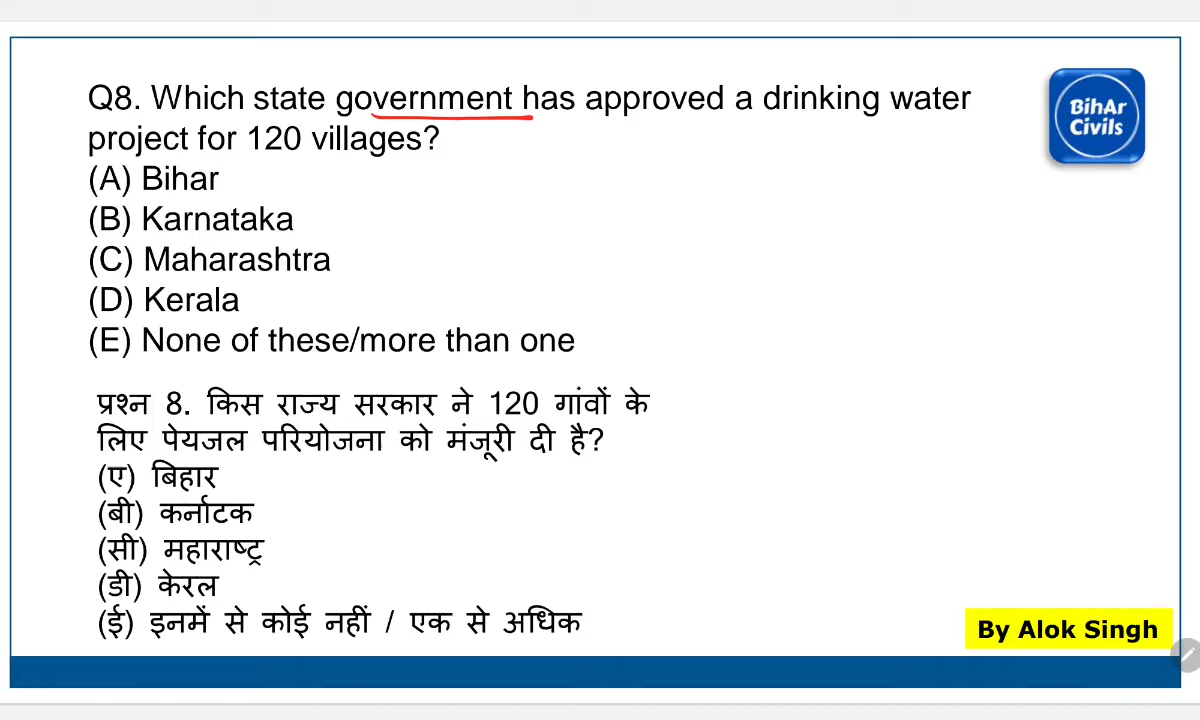 Q8. Which state government has approved a drinking water
project for 120 villages?
(A) Bihar
(B) Karnataka
(C) Maharashtra
(D) Kerala
(E) None of these/more than one
BihAr
Civils
प्रश्न 8. किस राज्य सरकार ने 120 गांवों के
लिए पेयजल परियोजना को मंजूरी दी है?
(ए) बिहार
(बी) कर्नाटक
(सी) महाराष्ट्र
(डी) केरल
(ई) इनमें से कोई नहीं / एक से अधिक
By Alok Singh